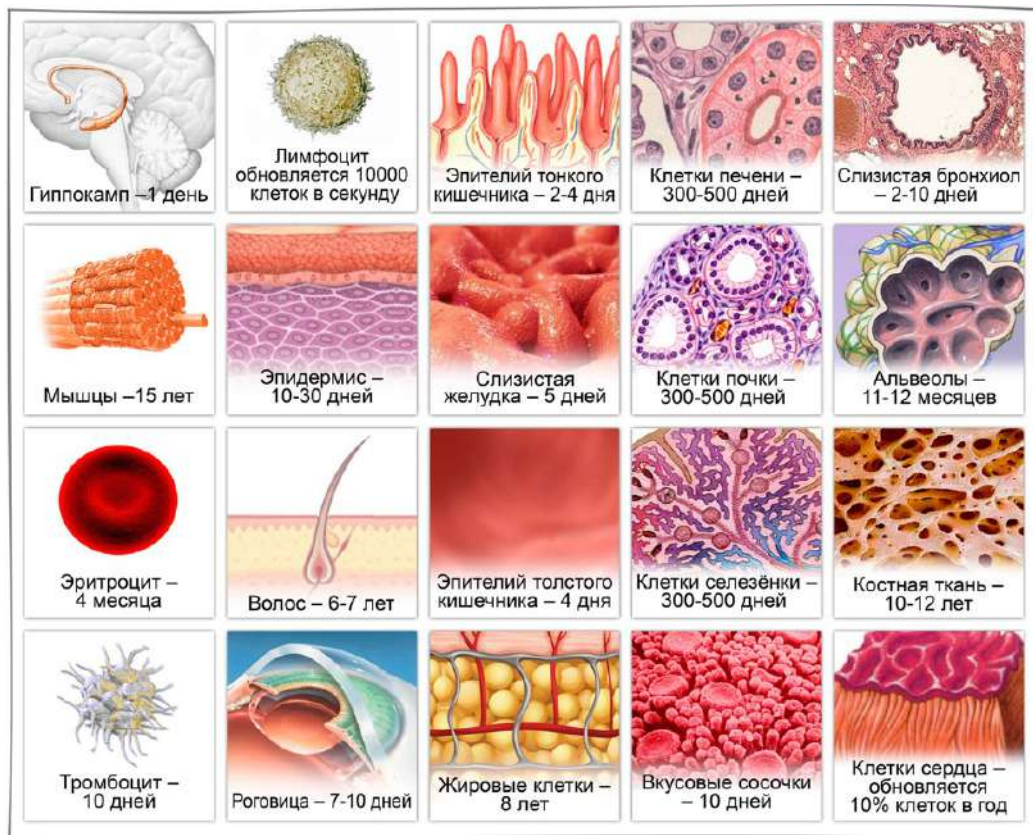 Гиппокамп –1 день
Лимфоцит
обновляется 10000
клеток в секунду
Эпителий тонкого
кишечника – 2-4 дня
Клетки печени –
300-500 дней
Слизистая бронхиол
– 2-10 дней
Мышцы –15 лет
Эпидермис –
10-30 дней
Слизистая
желудка – 5 дней
Клетки почки –
300-500 дней
Альвеолы –
11-12 месяцев
Эритроцит –
4 месяца
Волос – 6-7 лет
Эпителий толстого
кишечника – 4 дня
Клетки селезёнки –
300-500 дней
Костная ткань –
10-12 лет
Тромбоцит –
10 дней
Роговица – 7-10 дней
Жировые клетки –
8 лет
Вкусовые сосочки
– 10 дней
Клетки сердца –
обновляется
10% клеток в год